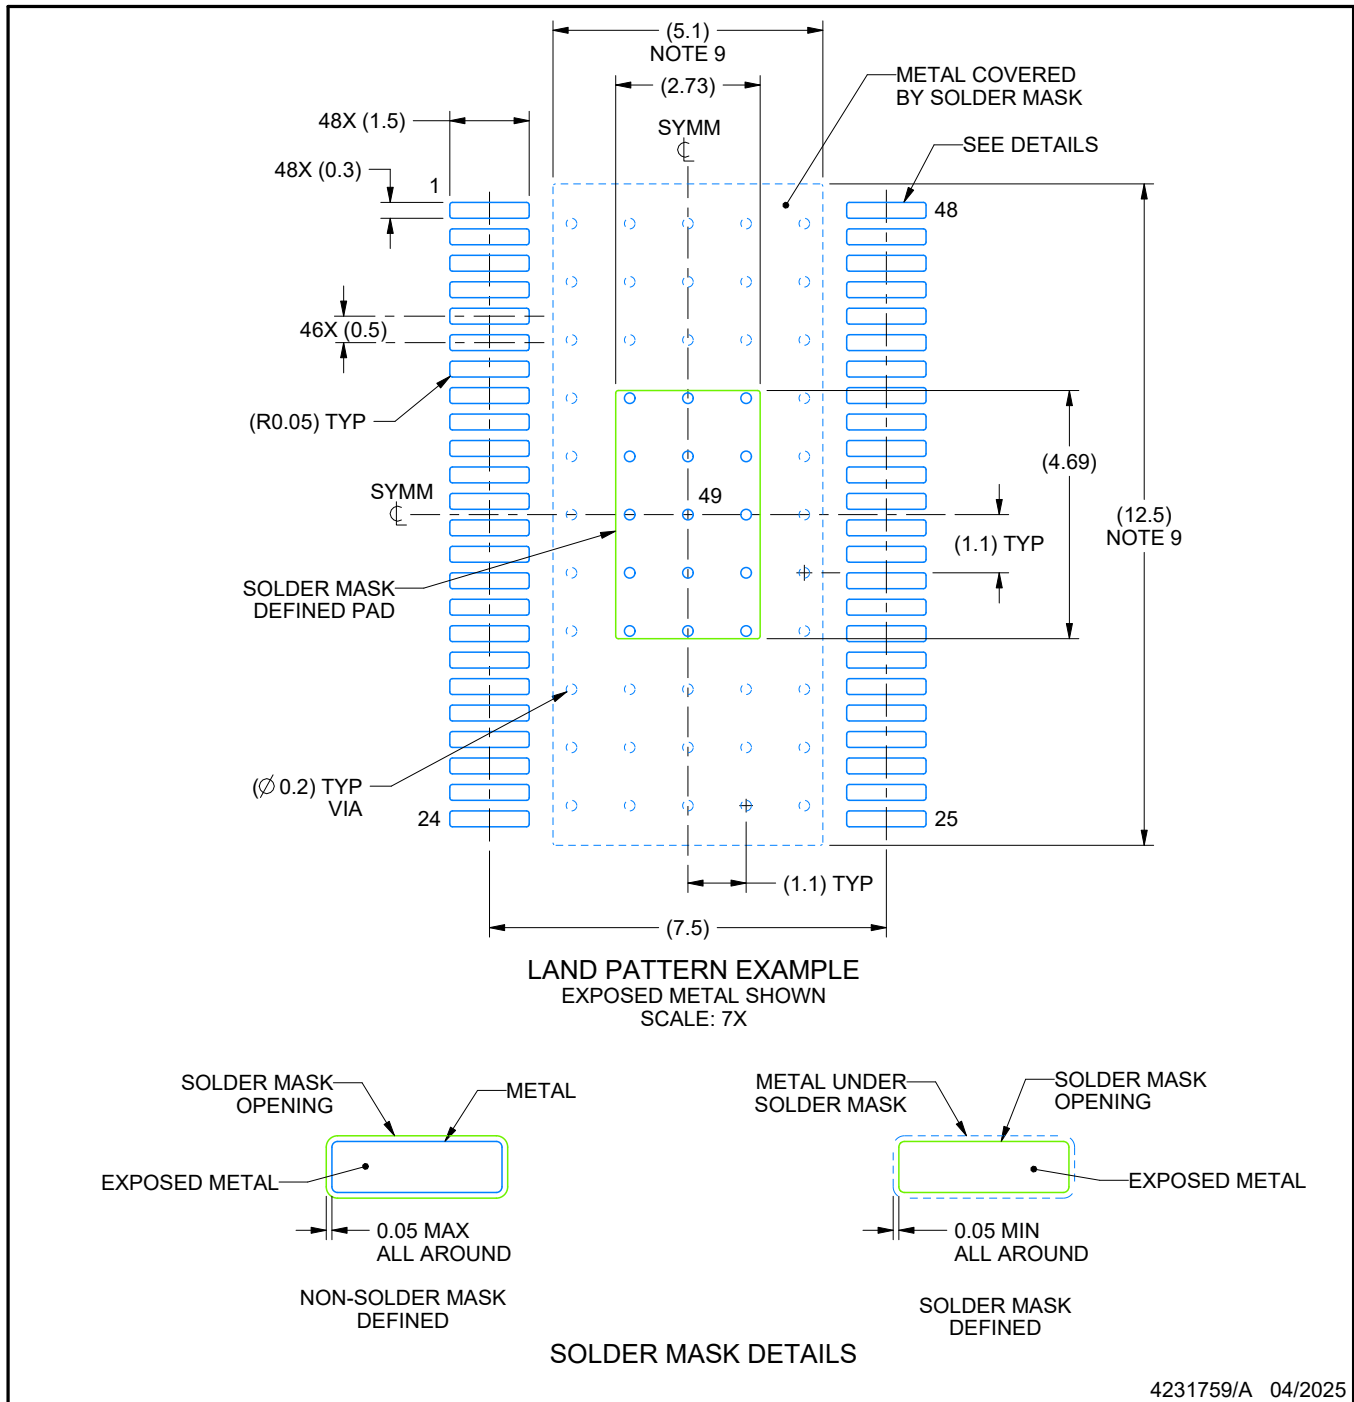 (5.1)
NOTE 9
(2.73)
METAL COVERED
BY SOLDER MASK
48X (1.5)
SYMM
SEE DETAILS
48X (0.3)
1
48
46X (0.5)
(R0.05) TYP
(4.69)
SYMM
49
(12.5)
NOTE 9
(1.1) TYP
SOLDER MASK
DEFINED PAD
(Ø0.2) TYP
VIA
24
25
(1.1) TYP
(7.5)
LAND PATTERN EXAMPLE
EXPOSED METAL SHOWN
SCALE: 7X
SOLDER MASK
OPENING
METAL
EXPOSED METAL
0.05 MAX
ALL AROUND
NON-SOLDER MASK
DEFINED
METAL UNDER
SOLDER MASK
SOLDER MASK
OPENING
EXPOSED METAL
0.05 MIN
ALL AROUND
SOLDER MASK
DEFINED
SOLDER MASK DETAILS
4231759/A 04/2025